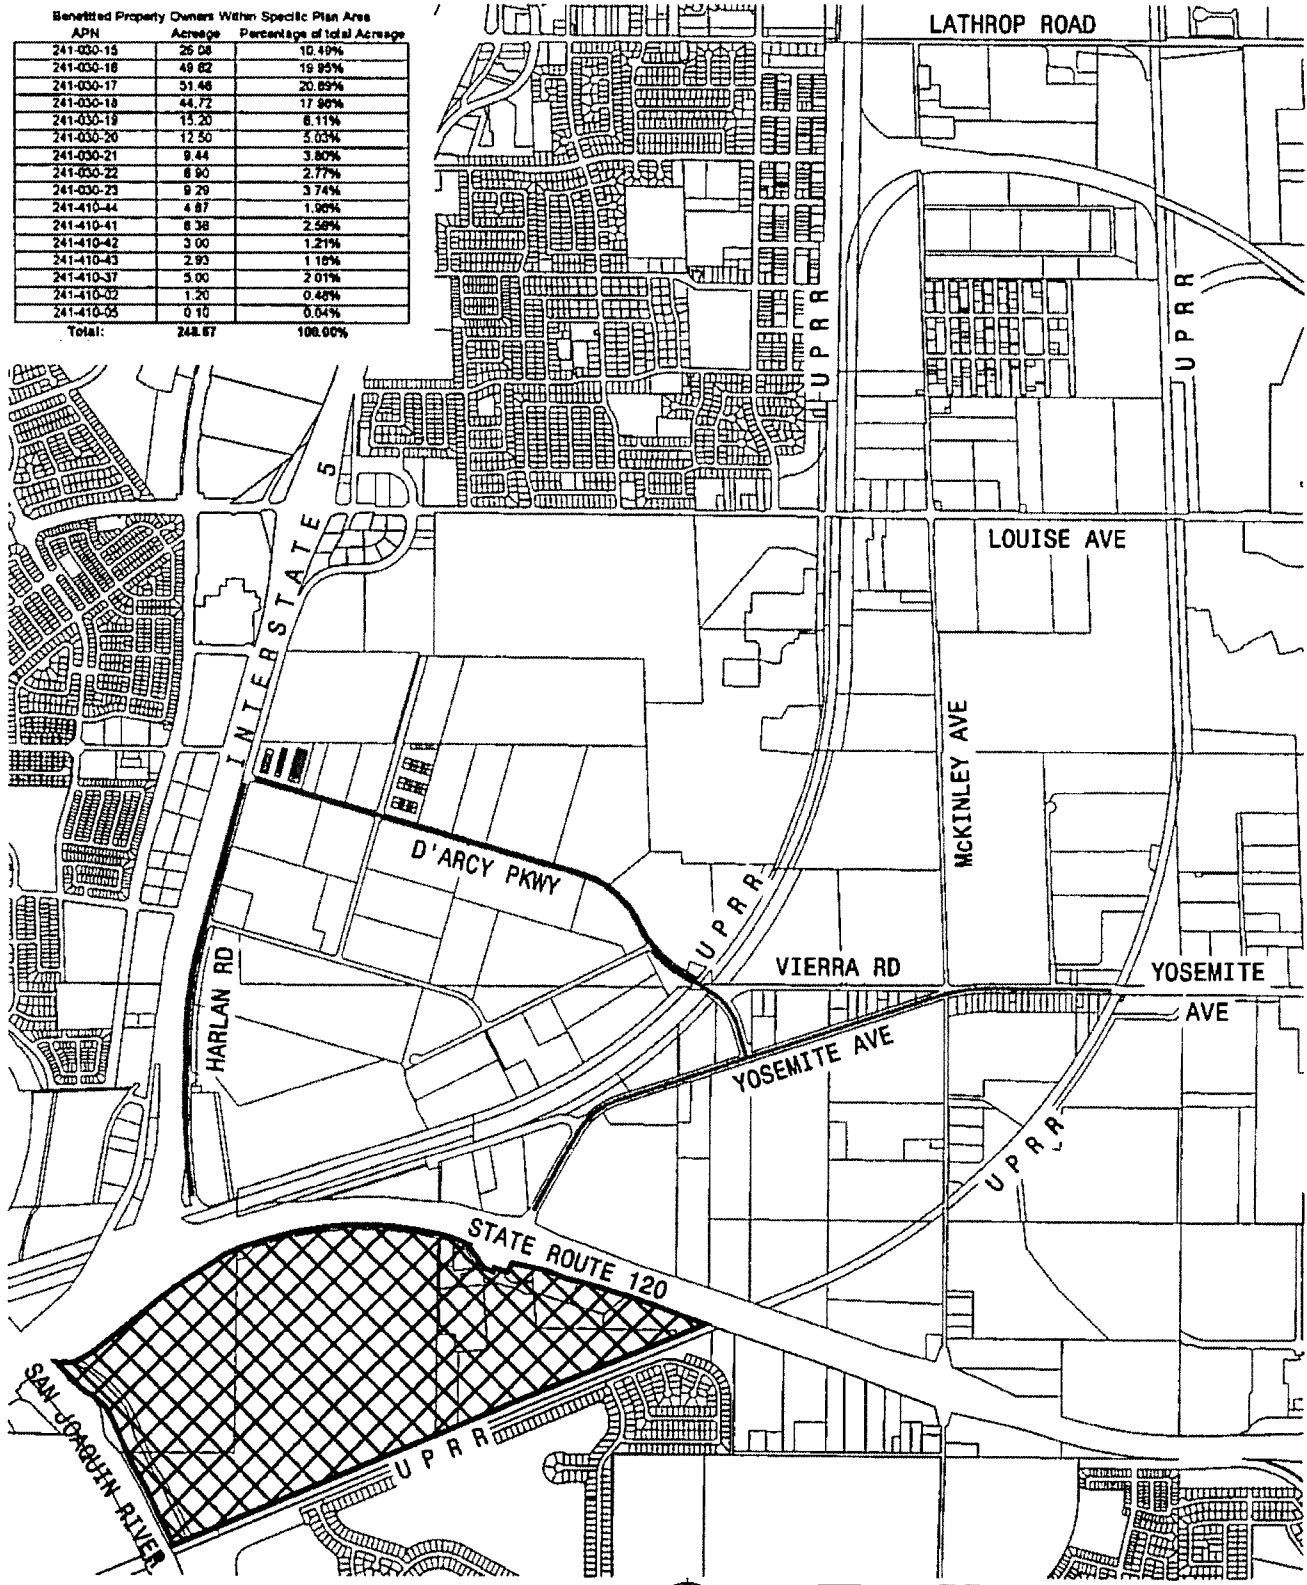 Benefitted Property Owners Within Specific Plan Area
APN Acreage Percentage of total Acreage
241-030-15 26.08 10.49%
241-030-16 49.62 19.95%
241-030-17 51.46 20.69%
241-030-18 44.72 17.98%
241-030-19 15.20 6.11%
241-030-20 12.50 5.03%
241-030-21 9.44 3.80%
241-030-22 6.90 2.77%
241-030-23 9.29 3.74%
241-410-44 4.87 1.96%
241-410-41 6.36 2.56%
241-410-42 3.00 1.21%
241-410-43 2.93 1.18%
241-410-37 5.00 2.01%
241-410-02 1.20 0.48%
241-410-05 0.10 0.04%
Total: 248.67 100.00%
LATHROP ROAD
UPRR
UPRR
INTERSTATE 5
LOUISE AVE
MCKINLEY AVE
D'ARCY PKWY
UPRR
HARLAN RD
VIERRA RD
YOSEMITE
AVE
YOSEMITE AVE
UPRR
STATE ROUTE 120
SAN JOAQUIN RIVER
UPRR